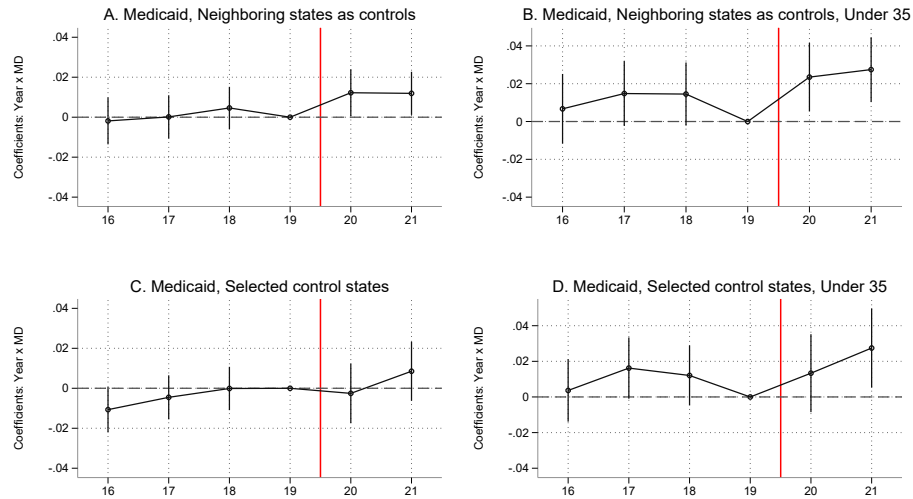 A. Medicaid, Neighboring states as controls
Coefficients: Year x MD
.04
.02
0
-.02
-.04
16 17 18 19 20 21
B. Medicaid, Neighboring states as controls, Under 35
Coefficients: Year x MD
.04
.02
0
-.02
-.04
16 17 18 19 20 21
C. Medicaid, Selected control states
Coefficients: Year x MD
.04
.02
0
-.02
-.04
16 17 18 19 20 21
D. Medicaid, Selected control states, Under 35
Coefficients: Year x MD
.04
.02
0
-.02
-.04
16 17 18 19 20 21